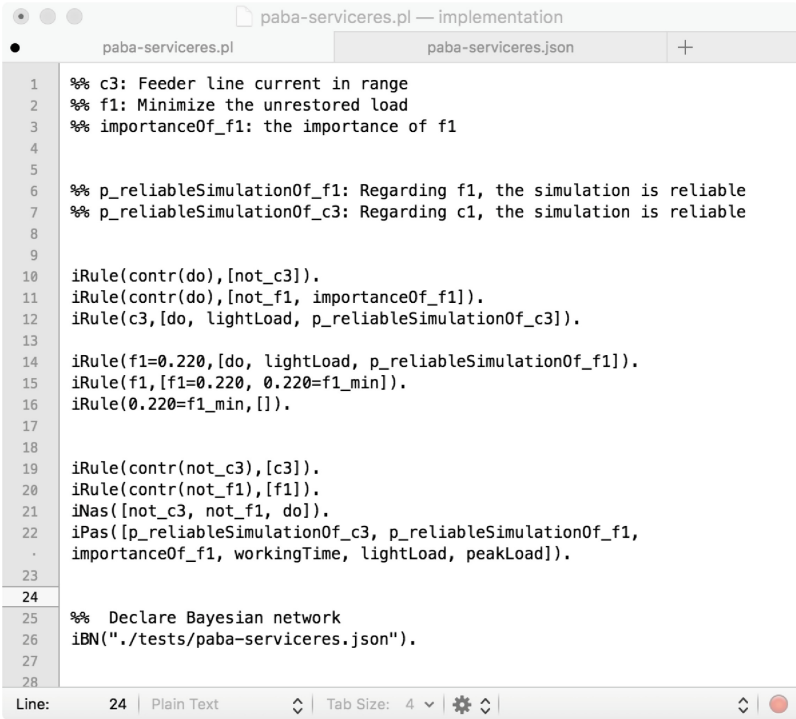 paba-serviceres.pl — implementation
paba-serviceres.pl paba-serviceres.json +
1 %% c3: Feeder line current in range
2 %% f1: Minimize the unrestored load
3 %% importanceOf_f1: the importance of f1
4
5
6 %% p_reliableSimulationOf_f1: Regarding f1, the simulation is reliable
7 %% p_reliableSimulationOf_c3: Regarding c1, the simulation is reliable
8
9
10 iRule(contr(do),[not_c3]).
11 iRule(contr(do),[not_f1, importanceOf_f1]).
12 iRule(c3,[do, lightLoad, p_reliableSimulationOf_c3]).
13
14 iRule(f1=0.220,[do, lightLoad, p_reliableSimulationOf_f1]).
15 iRule(f1,[f1=0.220, 0.220=f1_min]).
16 iRule(0.220=f1_min,[]).
17
18
19 iRule(contr(not_c3),[c3]).
20 iRule(contr(not_f1),[f1]).
21 iNas([not_c3, not_f1, do]).
22 iPas([p_reliableSimulationOf_c3, p_reliableSimulationOf_f1,
· importanceOf_f1, workingTime, lightLoad, peakLoad]).
23
24
25 %%  Declare Bayesian network
26 iBN("./tests/paba-serviceres.json").
27
28
Line: 24 Plain Text Tab Size: 4